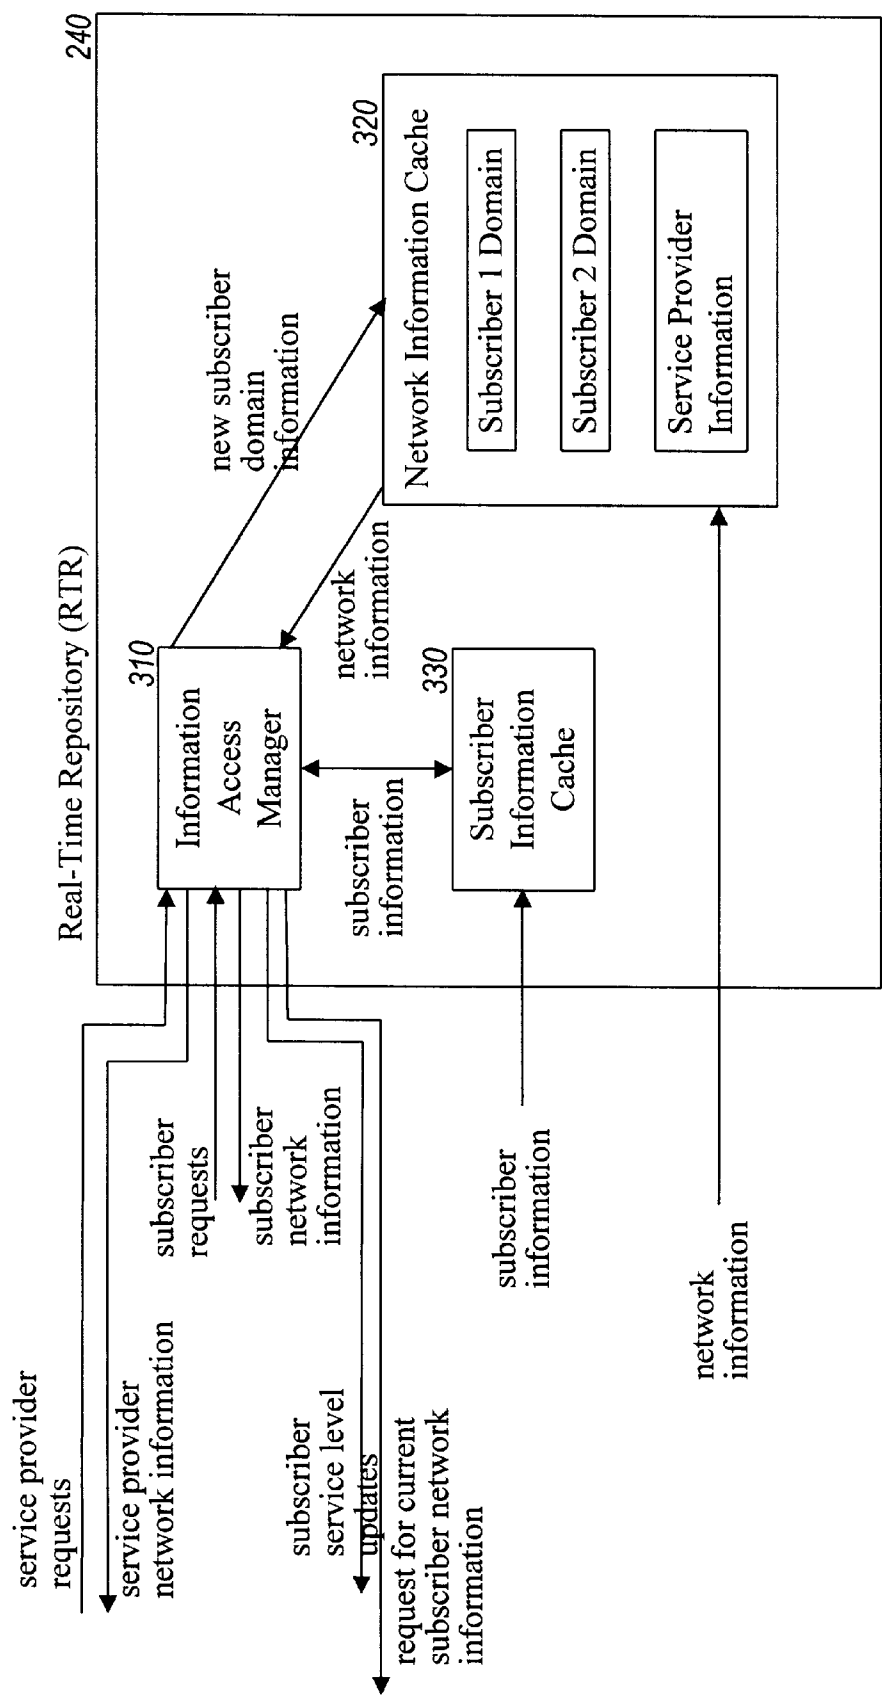 Real-Time Repository (RTR)
240
service provider
requests
service provider
network information
subscriber
requests
subscriber
network
information
subscriber
service level
updates
request for current
subscriber network
information
310
Information
Access
Manager
new subscriber
domain
information
network
information
subscriber
information
330
Subscriber
Information
Cache
320
Network Information Cache
Subscriber 1 Domain
Subscriber 2 Domain
Service Provider
Information
subscriber
information
network
information